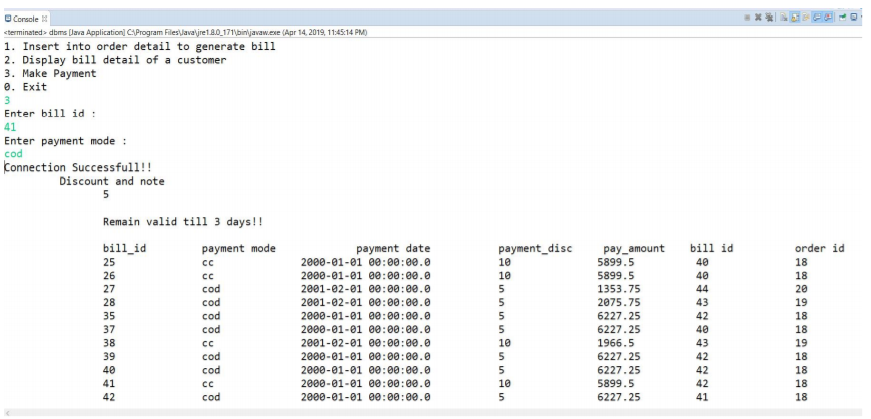 Console
<terminated> dbms [Java Application] C:\Program Files\Java\jre1.8.0_171\bin\javaw.exe (Apr 14, 2019, 11:45:14 PM)
1. Insert into order detail to generate bill
2. Display bill detail of a customer
3. Make Payment
0. Exit
3
Enter bill id :
41
Enter payment mode :
cod
Connection Successfull!!
Discount and note
5
Remain valid till 3 days!!
bill_id payment mode payment date payment_disc pay_amount bill id order id
25 cc 2000-01-01 00:00:00.0 10 5899.5 40 18
26 cc 2000-01-01 00:00:00.0 10 5899.5 40 18
27 cod 2001-02-01 00:00:00.0 5 1353.75 44 20
28 cod 2001-02-01 00:00:00.0 5 2075.75 43 19
35 cod 2000-01-01 00:00:00.0 5 6227.25 42 18
37 cod 2000-01-01 00:00:00.0 5 6227.25 40 18
38 cc 2001-02-01 00:00:00.0 10 1966.5 43 19
39 cod 2000-01-01 00:00:00.0 5 6227.25 42 18
40 cod 2000-01-01 00:00:00.0 5 6227.25 42 18
41 cc 2000-01-01 00:00:00.0 10 5899.5 42 18
42 cod 2000-01-01 00:00:00.0 5 6227.25 41 18